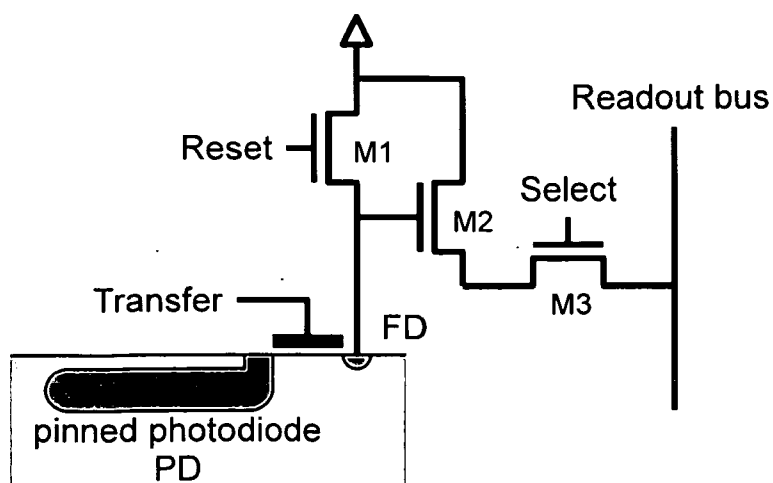 Readout bus
Reset
M1
Select
M2
Transfer
M3
FD
pinned photodiode
PD